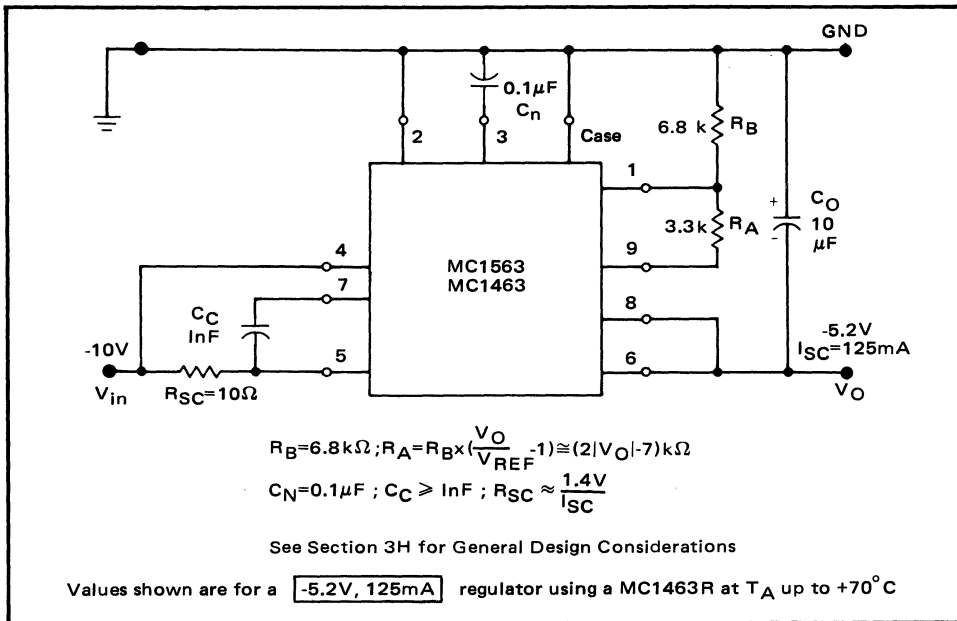 GND
0.1µF
Cn
2
3
Case
6.8 k
RB
1
3.3k
RA
+
-
CO
10
µF
4
9
MC1563
MC1463
7
8
CC
InF
-10V
5
6
-5.2V
ISC=125mA
Vin
RSC=10Ω
VO
RB=6.8kΩ;RA=RBx(VO/VREF-1)≅(2|VO|-7)kΩ
CN=0.1µF ; CC ⩾ InF ; RSC ≈ 1.4V/ISC
See Section 3H for General Design Considerations
Values shown are for a -5.2V, 125mA regulator using a MC1463R at TA up to +70°C